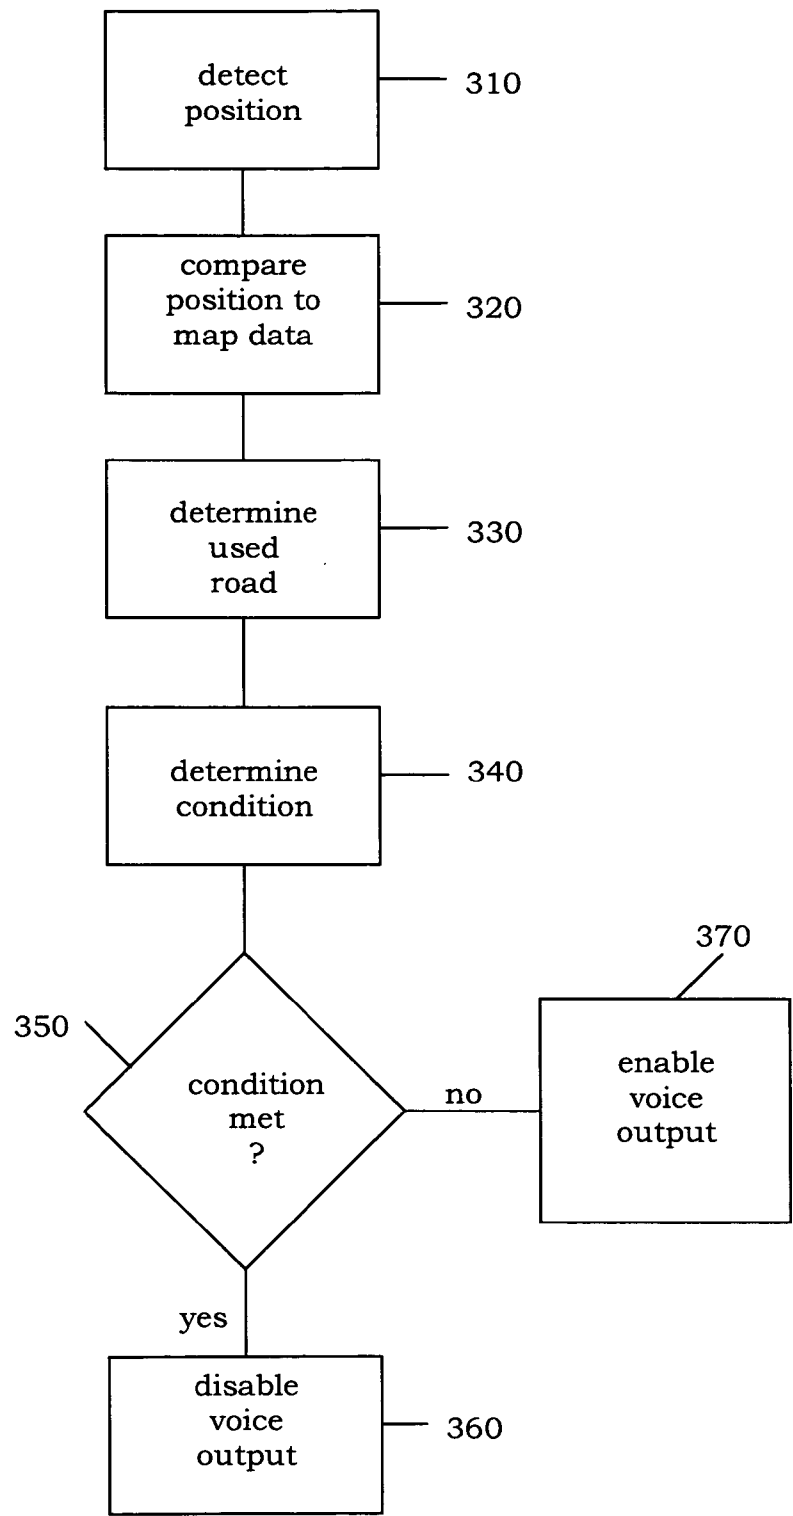 detect
position
310
compare
position to
map data
320
determine
used
road
330
determine
condition
340
370
350
condition
met
?
no
enable
voice
output
yes
disable
voice
output
360